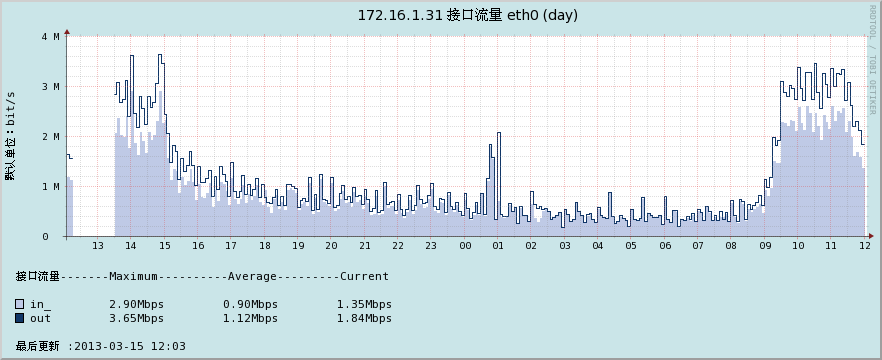 172.16.1.31 接口流量 eth0 (day)
RRDTOOL / TOBI OETIKER
默认单位：bit/s
4 M
3 M
2 M
1 M
0
13 14 15 16 17 18 19 20 21 22 23 00 01 02 03 04 05 06 07 08 09 10 11 12
接口流量-------Maximum----------Average---------Current
in_ 2.90Mbps 0.90Mbps 1.35Mbps
out 3.65Mbps 1.12Mbps 1.84Mbps
最后更新 :2013-03-15 12:03